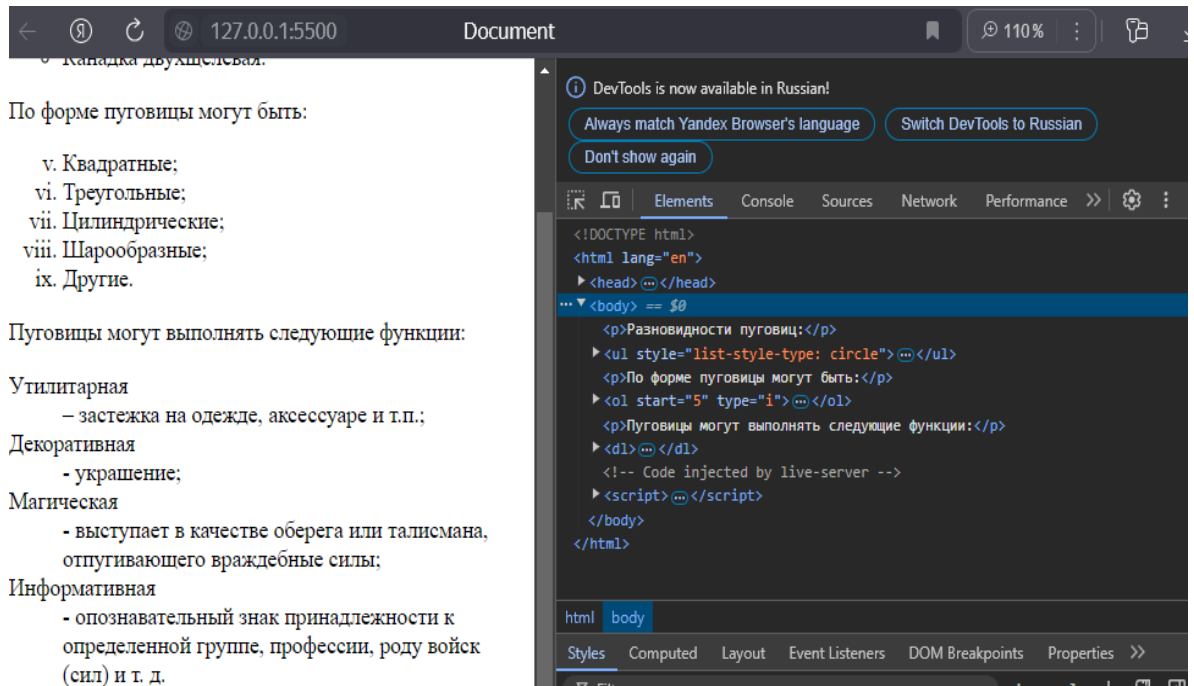 127.0.0.1:5500 Document 110%
Канадка двухщелевая.
По форме пуговицы могут быть:
v. Квадратные;
vi. Треугольные;
vii. Цилиндрические;
viii. Шарообразные;
ix. Другие.
Пуговицы могут выполнять следующие функции:
Утилитарная
– застежка на одежде, аксессуаре и т.п.;
Декоративная
- украшение;
Магическая
- выступает в качестве оберега или талисмана,
отпугивающего враждебные силы;
Информативная
- опознавательный знак принадлежности к
определенной группе, профессии, роду войск
(сил) и т. д.
DevTools is now available in Russian!
Always match Yandex Browser's language Switch DevTools to Russian
Don't show again
Elements Console Sources Network Performance
<!DOCTYPE html>
<html lang="en">
<head>…</head>
<body> == $0
<p>Разновидности пуговиц:</p>
<ul style="list-style-type: circle">…</ul>
<p>По форме пуговицы могут быть:</p>
<ol start="5" type="i">…</ol>
<p>Пуговицы могут выполнять следующие функции:</p>
<dl>…</dl>
<!-- Code injected by live-server -->
<script>…</script>
</body>
</html>
html body
Styles Computed Layout Event Listeners DOM Breakpoints Properties